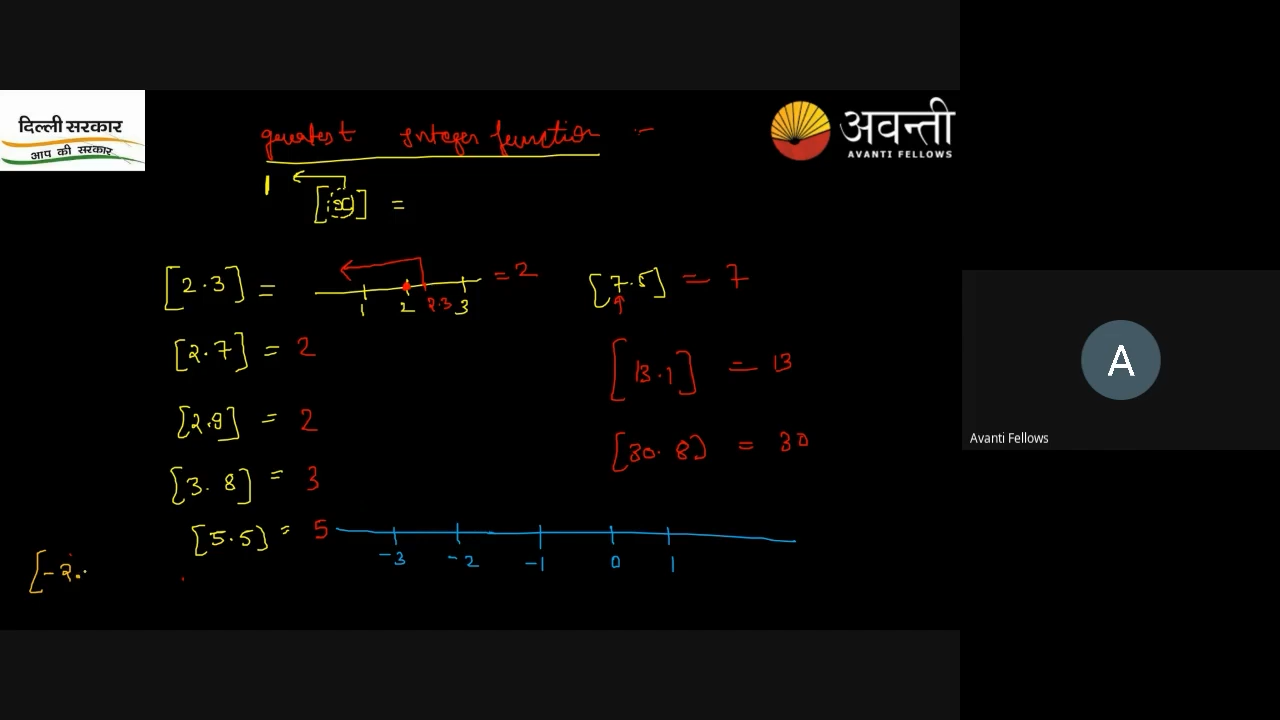 दिल्ली सरकार
आप की सरकार
greatest Integer function :-
अवन्ती
AVANTI FELLOWS
1
[x] =
[2.3] =
1 2 2.3 3
= 2
[7.5] = 7
[2.7] = 2
[13.1] = 13
[2.9] = 2
[30.8] = 30
[3.8] = 3
[5.5] = 5
-3 -2 -1 0 1
[-2.
A
Avanti Fellows